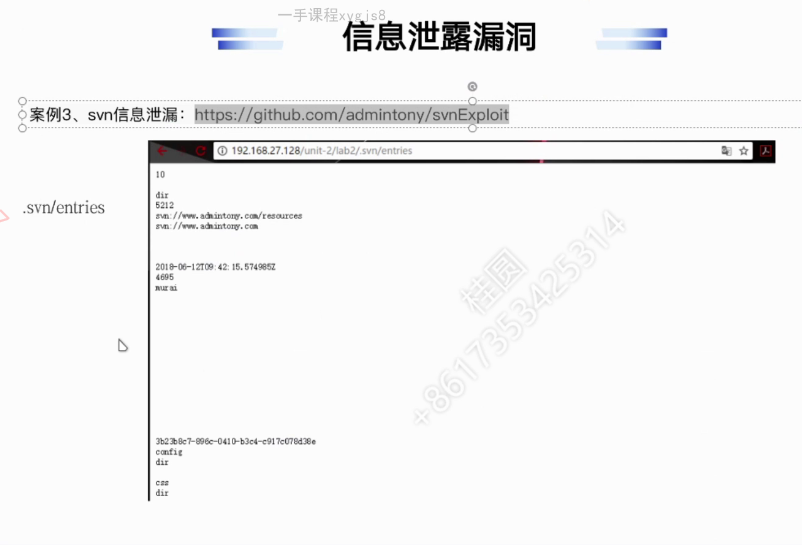 一手课程xygjs8
信息泄露漏洞
案例3、svn信息泄漏：https://github.com/admintony/svnExploit
192.168.27.128/unit-2/lab2/.svn/entries
.svn/entries
10
dir
5212
svn://www.admintony.com/resources
svn://www.admintony.com
2018-06-12T09:42:15.574985Z
4695
murai
3b23b8c7-896c-0410-b3c4-c917c078d38e
config
dir
css
dir
桂圆
+8617353425314